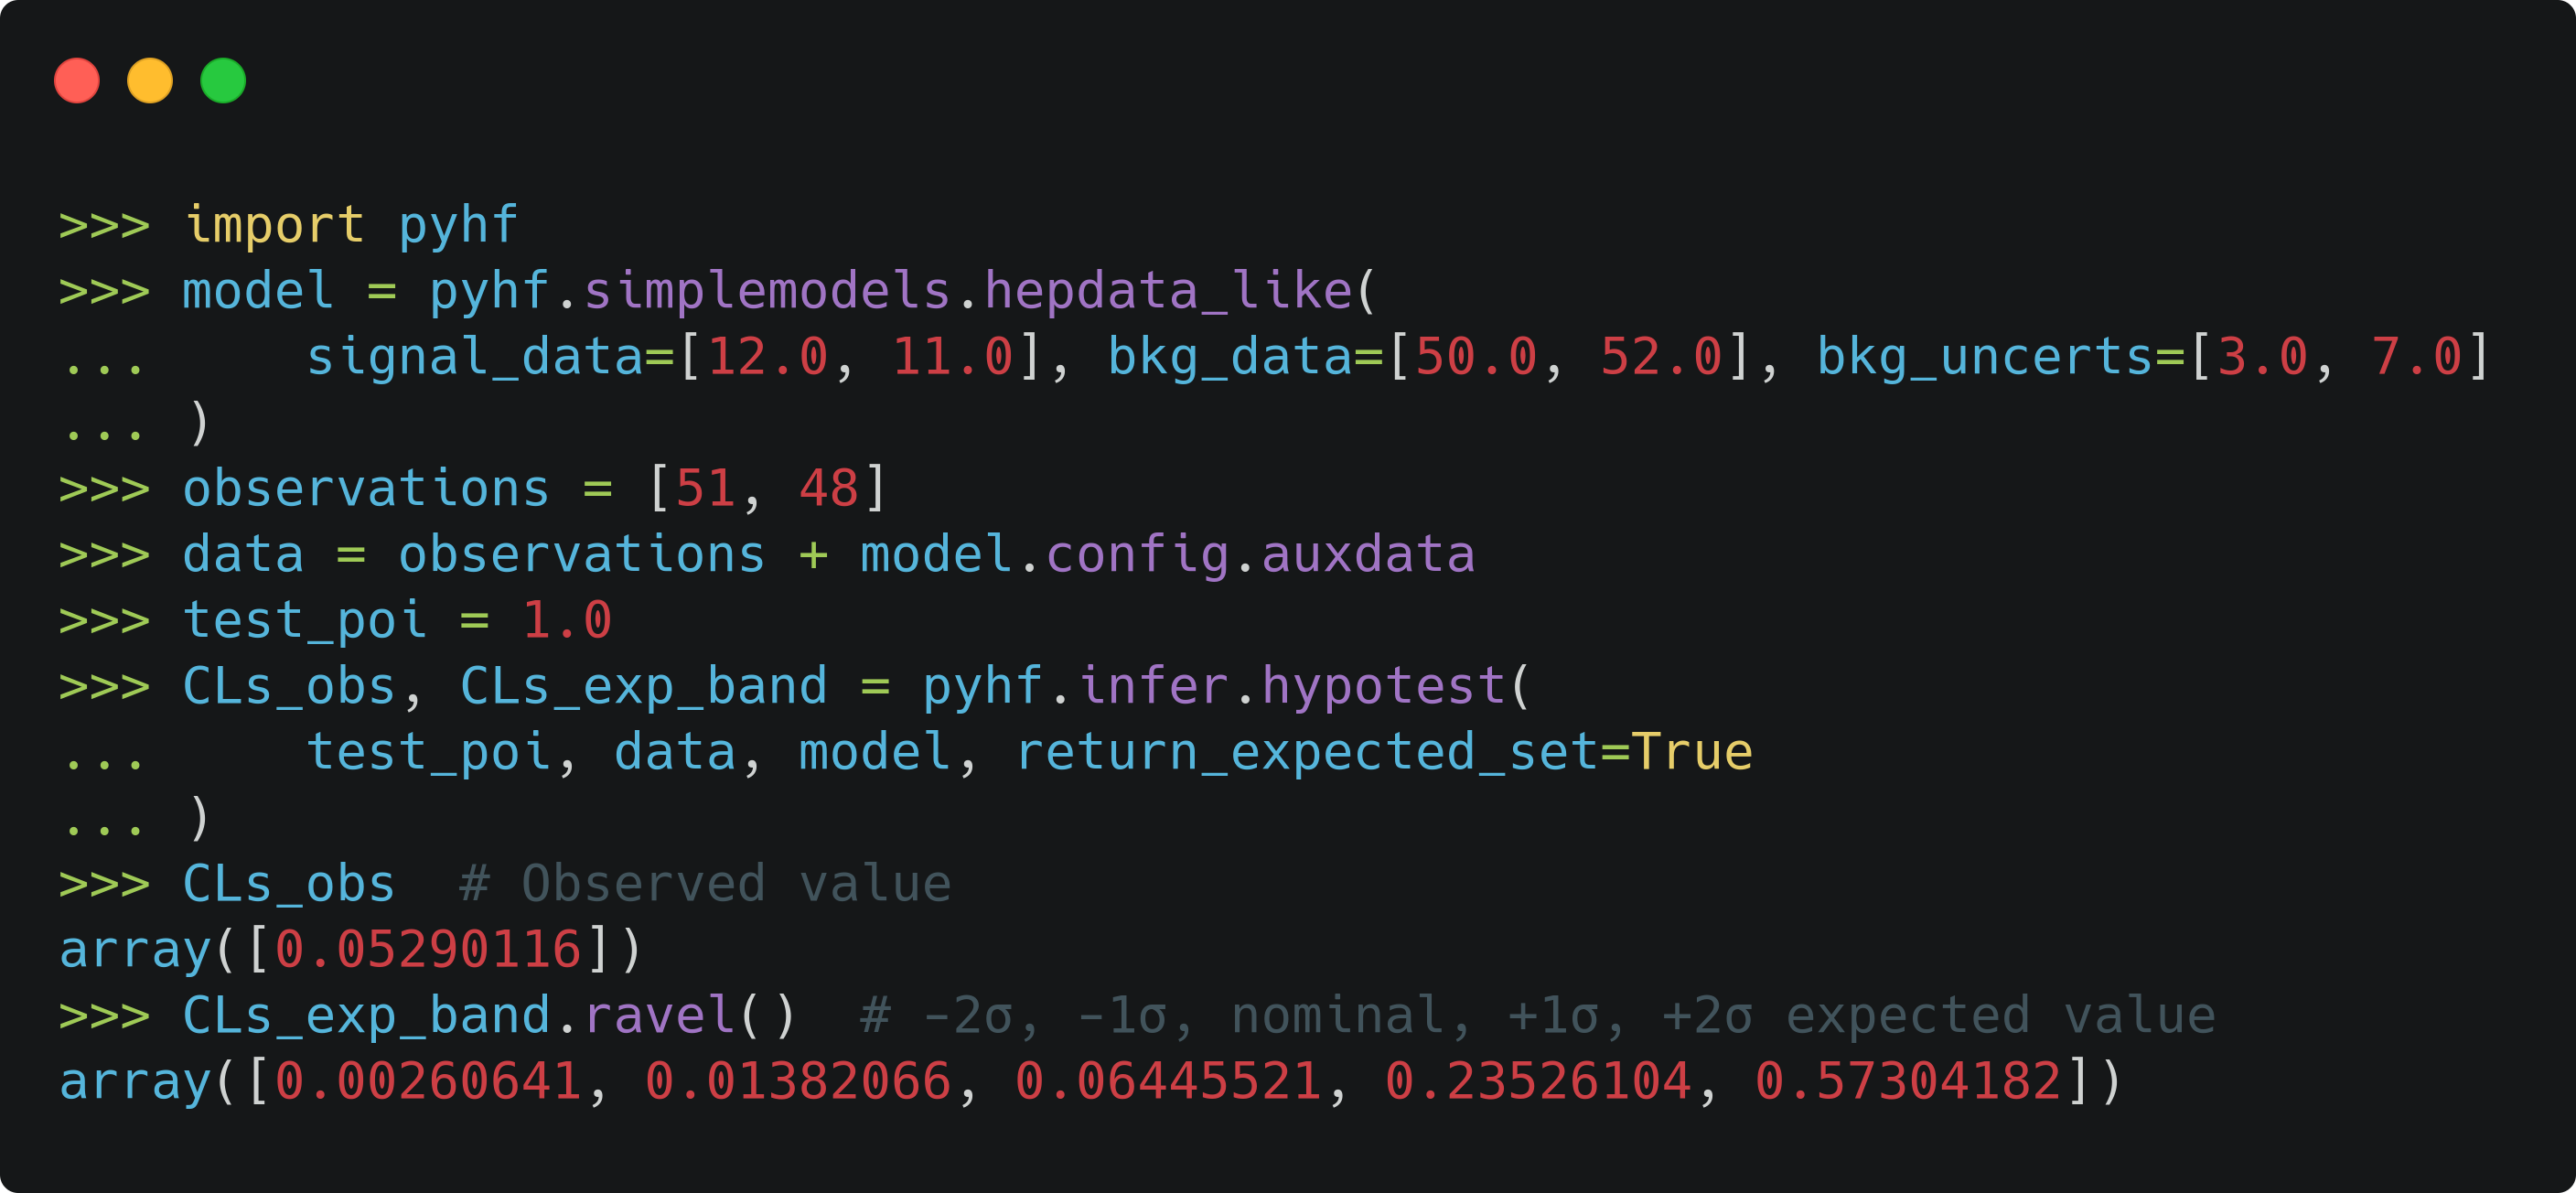 >>> import pyhf
>>> model = pyhf.simplemodels.hepdata_like(
...     signal_data=[12.0, 11.0], bkg_data=[50.0, 52.0], bkg_uncerts=[3.0, 7.0]
... )
>>> observations = [51, 48]
>>> data = observations + model.config.auxdata
>>> test_poi = 1.0
>>> CLs_obs, CLs_exp_band = pyhf.infer.hypotest(
...     test_poi, data, model, return_expected_set=True
... )
>>> CLs_obs  # Observed value
array([0.05290116])
>>> CLs_exp_band.ravel()  # -2σ, -1σ, nominal, +1σ, +2σ expected value
array([0.00260641, 0.01382066, 0.06445521, 0.23526104, 0.57304182])